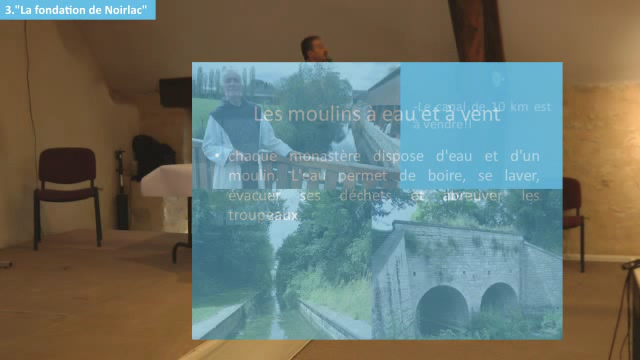 3."La fondation de Noirlac"
Les moulins à eau et à vent
-Le canal de 30 km est
à vendre!!
• chaque monastère dispose d'eau et d'un
moulin. L'eau permet de boire, se laver,
évacuer ses déchets et abreuver les
troupeaux.